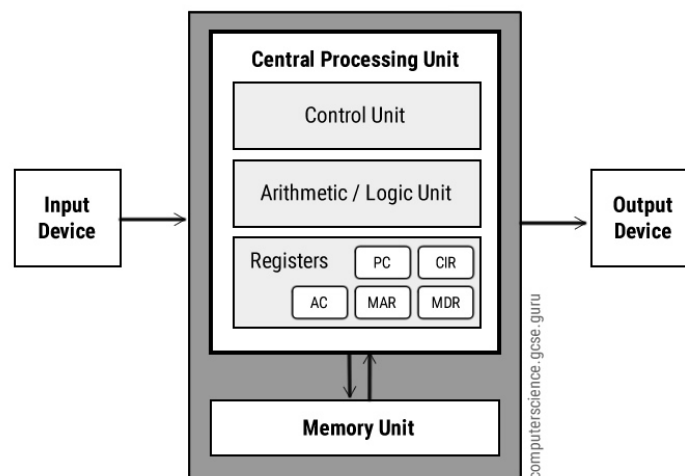 Central Processing Unit
Control Unit
Arithmetic / Logic Unit
Registers PC CIR
AC MAR MDR
Input
Device
Output
Device
Memory Unit
computerscience.gcse.guru